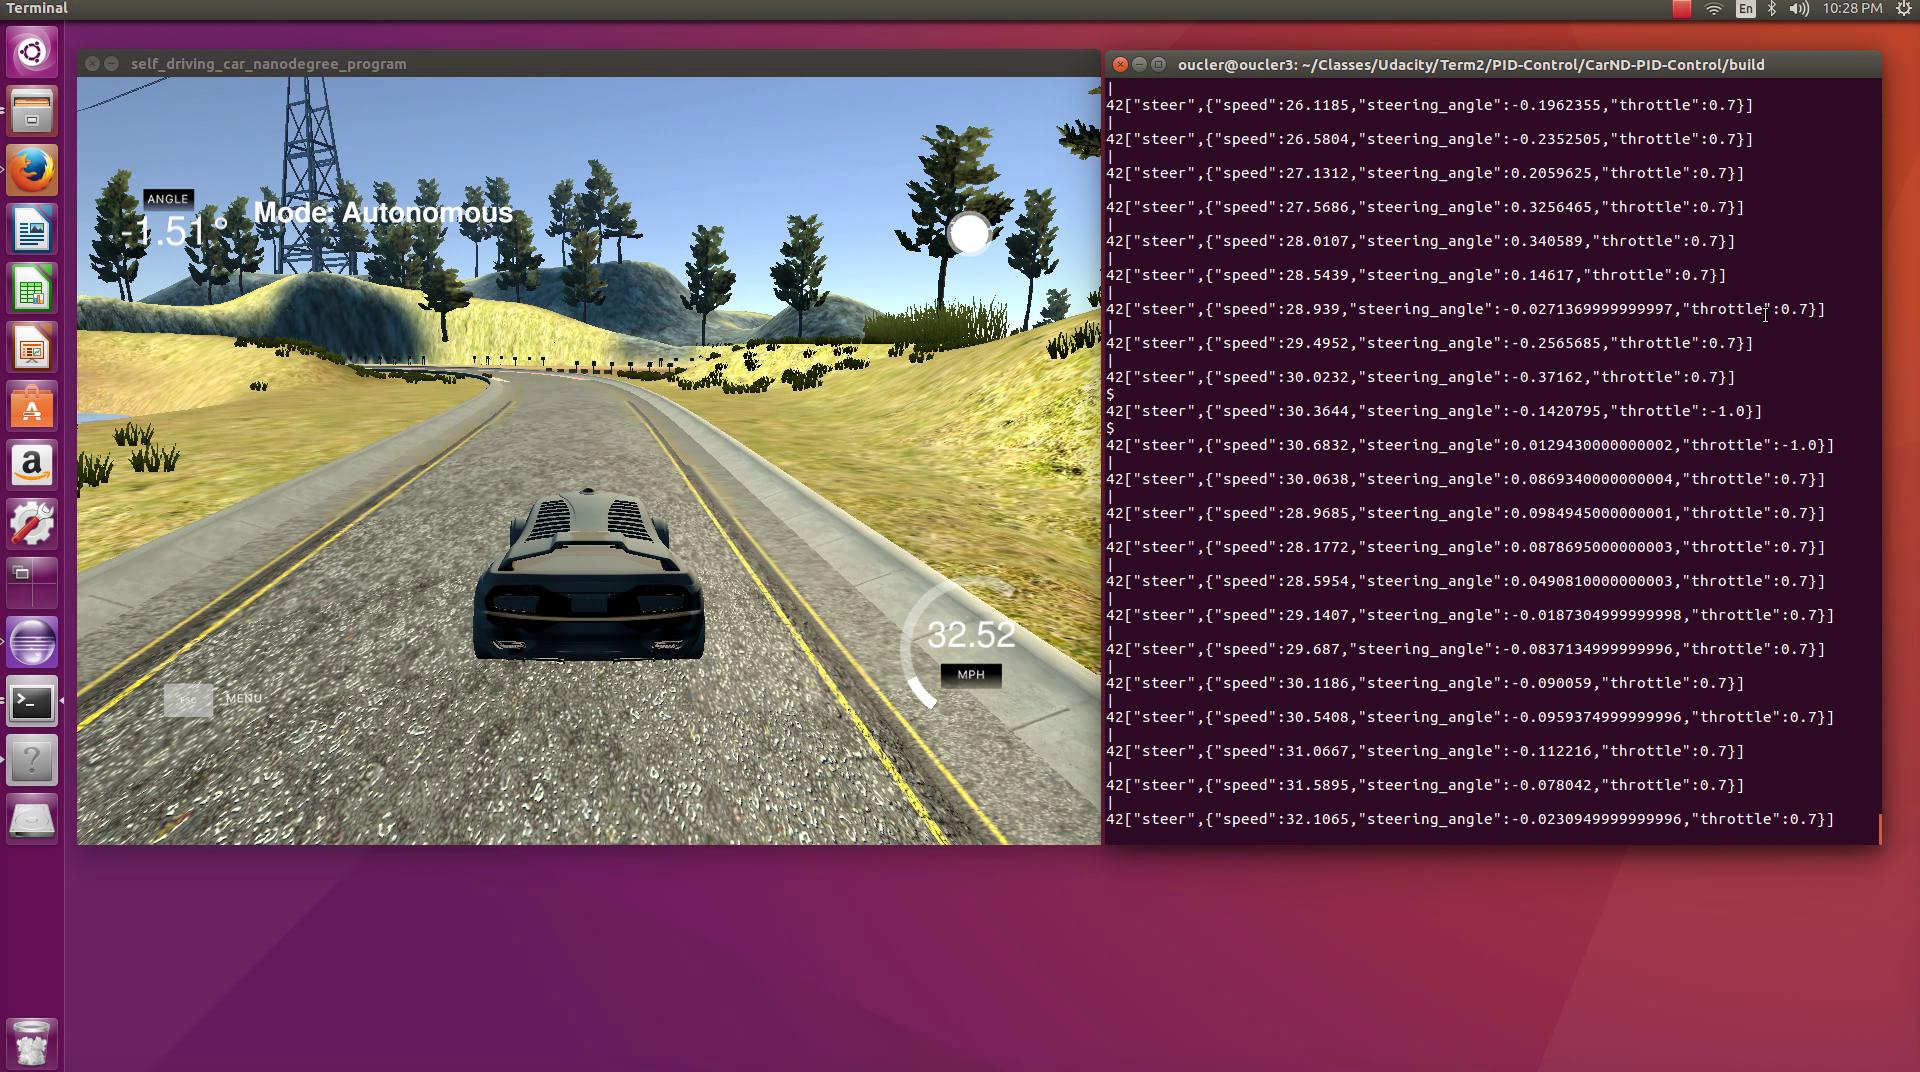 Terminal
En
10:28 PM
self_driving_car_nanodegree_program
ANGLE
-1.51°
Mode: Autonomous
32.52
MPH
ESC
MENU
oucler@oucler3: ~/Classes/Udacity/Term2/PID-Control/CarND-PID-Control/build
|
42["steer",{"speed":26.1185,"steering_angle":-0.1962355,"throttle":0.7}]
|
42["steer",{"speed":26.5804,"steering_angle":-0.2352505,"throttle":0.7}]
|
42["steer",{"speed":27.1312,"steering_angle":0.2059625,"throttle":0.7}]
|
42["steer",{"speed":27.5686,"steering_angle":0.3256465,"throttle":0.7}]
|
42["steer",{"speed":28.0107,"steering_angle":0.340589,"throttle":0.7}]
|
42["steer",{"speed":28.5439,"steering_angle":0.14617,"throttle":0.7}]
|
42["steer",{"speed":28.939,"steering_angle":-0.0271369999999997,"throttle":0.7}]
|
42["steer",{"speed":29.4952,"steering_angle":-0.2565685,"throttle":0.7}]
|
42["steer",{"speed":30.0232,"steering_angle":-0.37162,"throttle":0.7}]
$
42["steer",{"speed":30.3644,"steering_angle":-0.1420795,"throttle":-1.0}]
$
42["steer",{"speed":30.6832,"steering_angle":0.0129430000000002,"throttle":-1.0}]
|
42["steer",{"speed":30.0638,"steering_angle":0.0869340000000004,"throttle":0.7}]
|
42["steer",{"speed":28.9685,"steering_angle":0.0984945000000001,"throttle":0.7}]
|
42["steer",{"speed":28.1772,"steering_angle":0.0878695000000003,"throttle":0.7}]
|
42["steer",{"speed":28.5954,"steering_angle":0.0490810000000003,"throttle":0.7}]
|
42["steer",{"speed":29.1407,"steering_angle":-0.0187304999999998,"throttle":0.7}]
|
42["steer",{"speed":29.687,"steering_angle":-0.0837134999999996,"throttle":0.7}]
|
42["steer",{"speed":30.1186,"steering_angle":-0.090059,"throttle":0.7}]
|
42["steer",{"speed":30.5408,"steering_angle":-0.0959374999999996,"throttle":0.7}]
|
42["steer",{"speed":31.0667,"steering_angle":-0.112216,"throttle":0.7}]
|
42["steer",{"speed":31.5895,"steering_angle":-0.078042,"throttle":0.7}]
|
42["steer",{"speed":32.1065,"steering_angle":-0.0230949999999996,"throttle":0.7}]